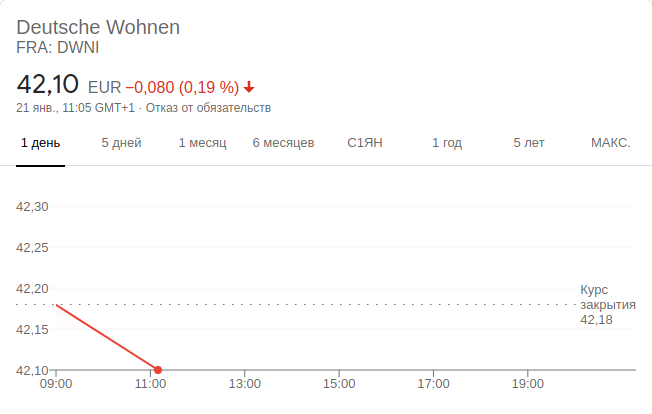 Deutsche Wohnen
FRA: DWNI
42,10 EUR −0,080 (0,19 %)
21 янв., 11:05 GMT+1 · Отказ от обязательств
1 день 5 дней 1 месяц 6 месяцев С1ЯН 1 год 5 лет МАКС.
42,30
42,25
42,20
Курс
закрытия
42,18
42,15
42,10
09:00 11:00 13:00 15:00 17:00 19:00